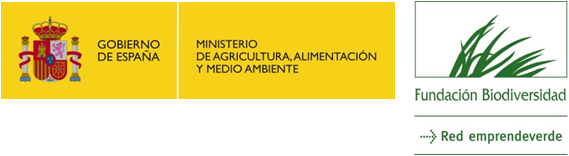 GOBIERNO
DE ESPAÑA
MINISTERIO
DE AGRICULTURA, ALIMENTACIÓN
Y MEDIO AMBIENTE
Fundación Biodiversidad
Red emprendeverde